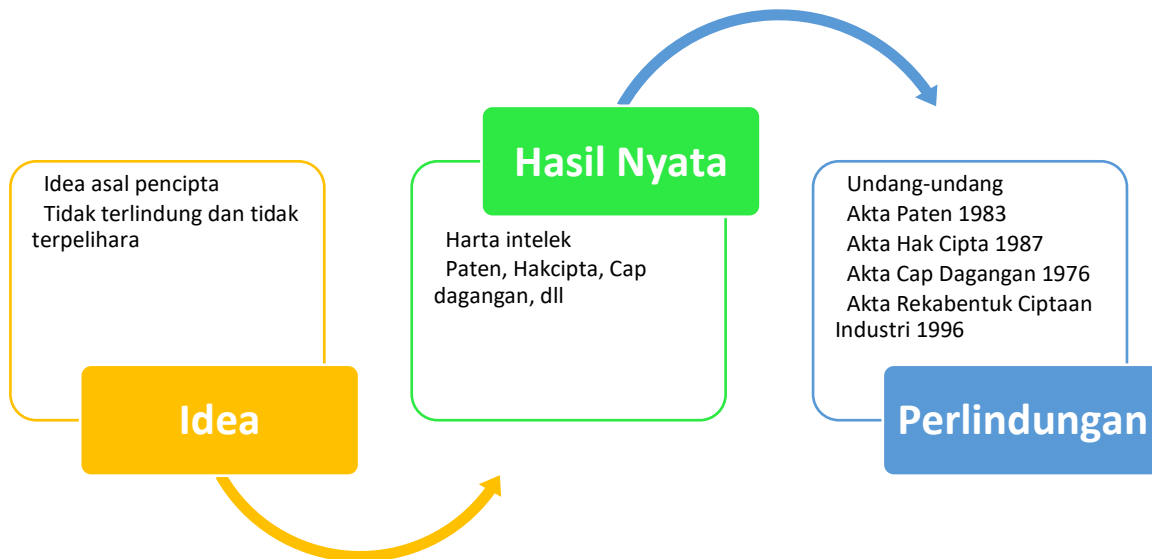 Idea asal pencipta
Tidak terlindung dan tidak
terpelihara
Idea
Hasil Nyata
Harta intelek
Paten, Hakcipta, Cap
dagangan, dll
Undang-undang
Akta Paten 1983
Akta Hak Cipta 1987
Akta Cap Dagangan 1976
Akta Rekabentuk Ciptaan
Industri 1996
Perlindungan